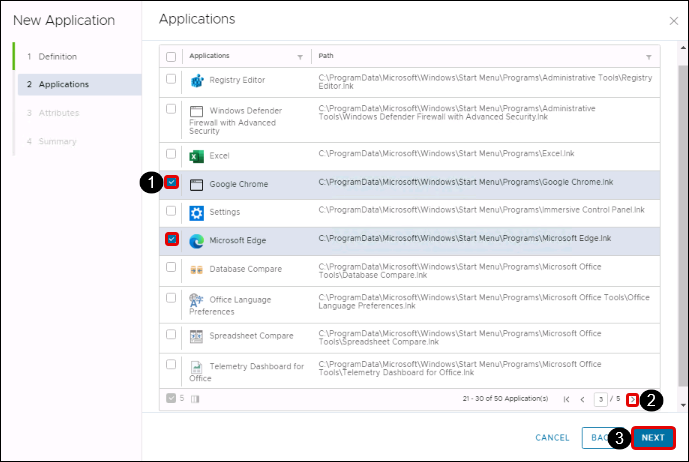 New Application
1 Definition
2 Applications
3 Attributes
4 Summary
Applications
Applications Path
Registry Editor C:\ProgramData\Microsoft\Windows\Start Menu\Programs\Administrative Tools\Registry
Editor.lnk
Windows Defender
Firewall with Advanced
Security
C:\ProgramData\Microsoft\Windows\Start Menu\Programs\Administrative
Tools\Windows Defender Firewall with Advanced Security.lnk
Excel C:\ProgramData\Microsoft\Windows\Start Menu\Programs\Excel.lnk
1
Google Chrome C:\ProgramData\Microsoft\Windows\Start Menu\Programs\Google Chrome.lnk
Settings C:\ProgramData\Microsoft\Windows\Start Menu\Programs\Immersive Control Panel.lnk
Microsoft Edge C:\ProgramData\Microsoft\Windows\Start Menu\Programs\Microsoft Edge.lnk
Database Compare C:\ProgramData\Microsoft\Windows\Start Menu\Programs\Microsoft Office
Tools\Database Compare.lnk
Office Language
Preferences
C:\ProgramData\Microsoft\Windows\Start Menu\Programs\Microsoft Office Tools\Office
Language Preferences.lnk
Spreadsheet Compare C:\ProgramData\Microsoft\Windows\Start Menu\Programs\Microsoft Office
Tools\Spreadsheet Compare.lnk
Telemetry Dashboard for
Office
C:\ProgramData\Microsoft\Windows\Start Menu\Programs\Microsoft Office
Tools\Telemetry Dashboard for Office.lnk
5 21 - 30 of 50 Application(s) 3 / 5 2
CANCEL BAC 3 NEXT